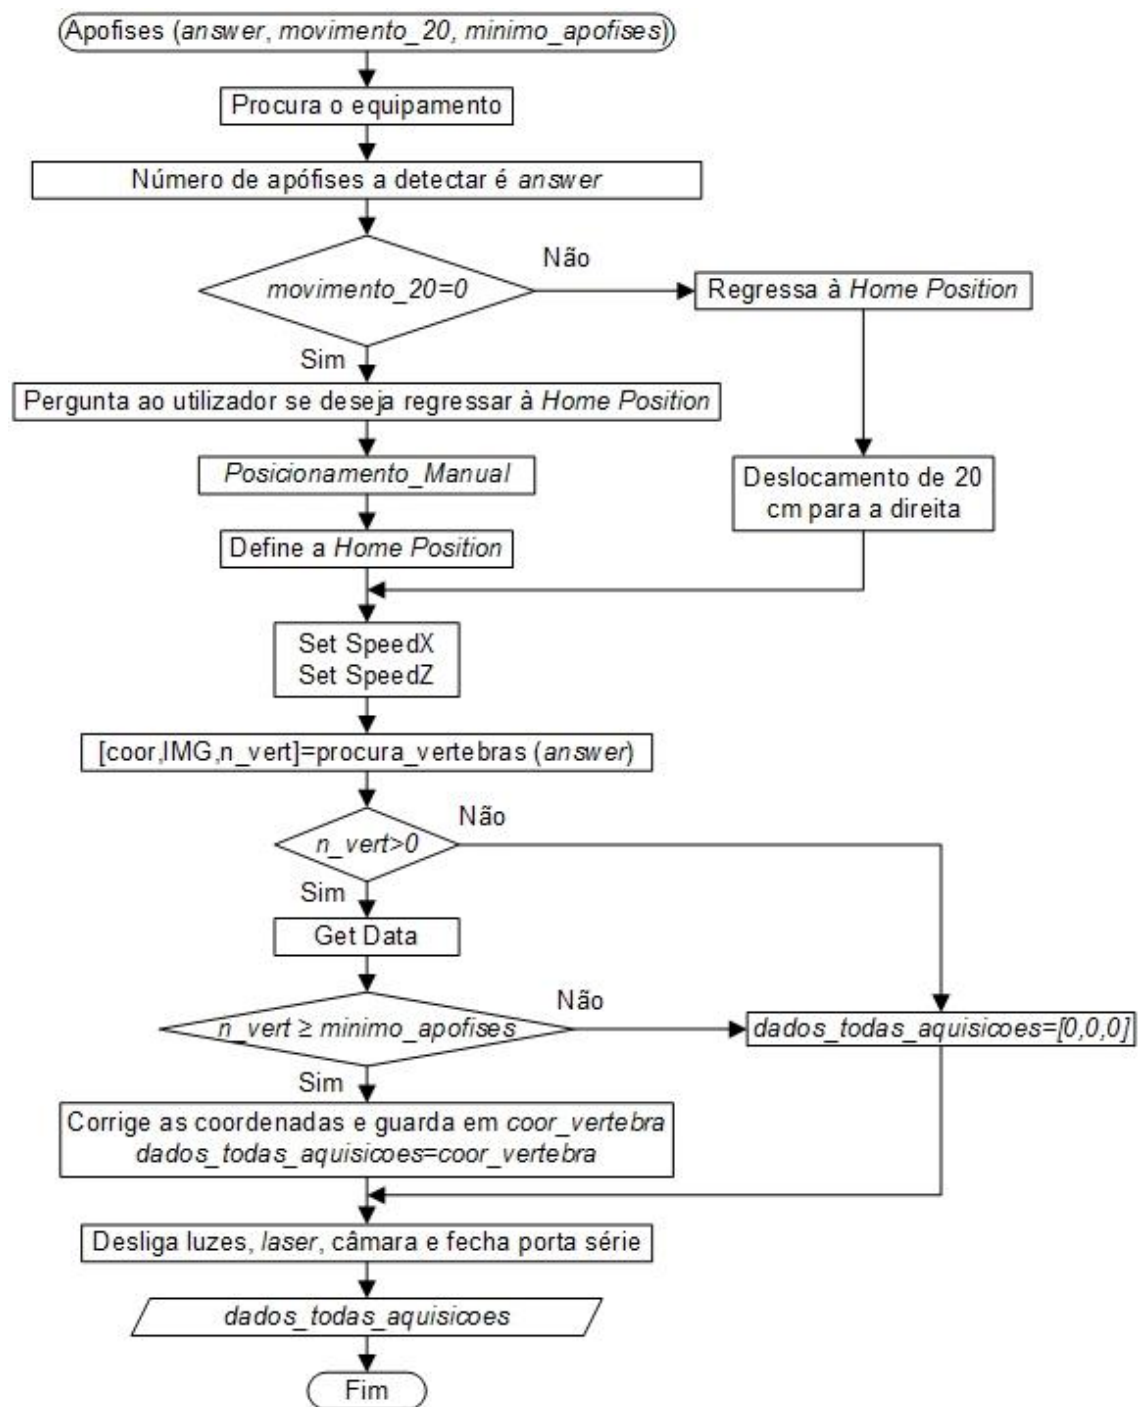 Apofises (answer, movimento_20, minimo_apofises)
Procura o equipamento
Número de apófises a detectar é answer
movimento_20=0
Não
Regressa à Home Position
Sim
Pergunta ao utilizador se deseja regressar à Home Position
Posicionamento_Manual
Deslocamento de 20
cm para a direita
Define a Home Position
Set SpeedX
Set SpeedZ
[coor,IMG,n_vert]=procura_vertebras (answer)
n_vert>0
Não
Sim
Get Data
n_vert ≥ minimo_apofises
Não
dados_todas_aquisicoes=[0,0,0]
Sim
Corrige as coordenadas e guarda em coor_vertebra
dados_todas_aquisicoes=coor_vertebra
Desliga luzes, laser, câmara e fecha porta série
dados_todas_aquisicoes
Fim